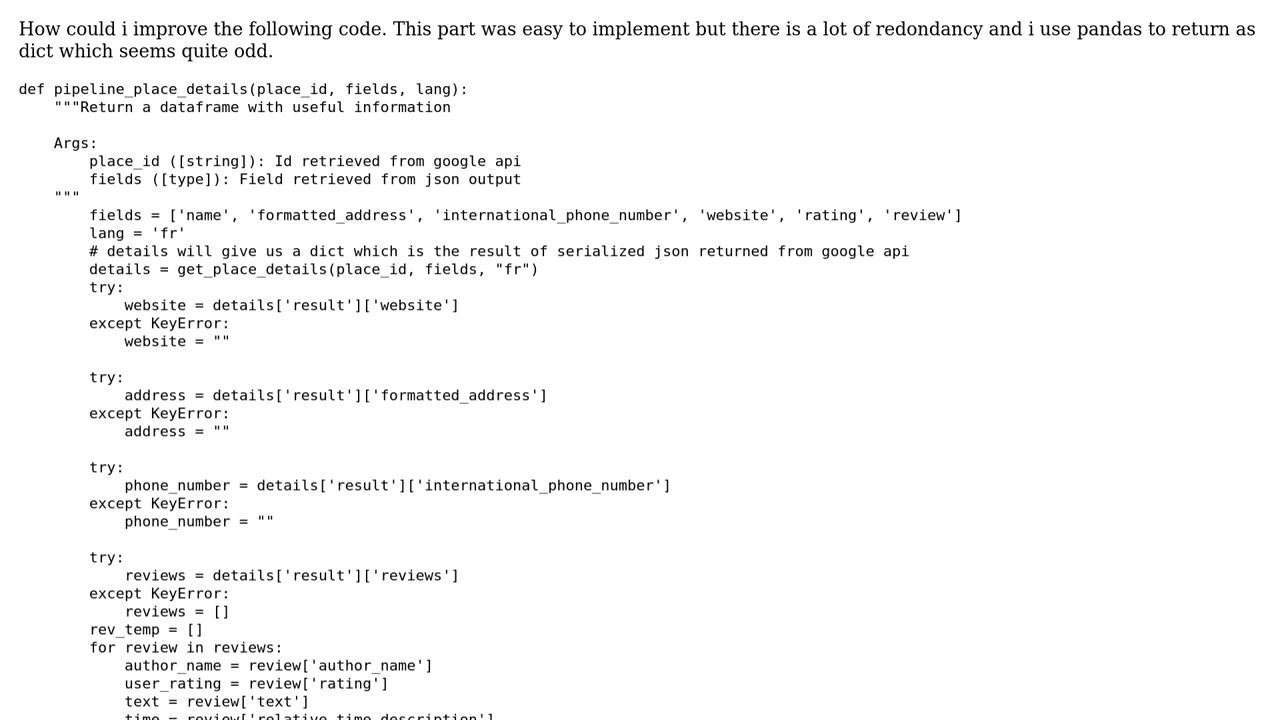 How could i improve the following code. This part was easy to implement but there is a lot of redondancy and i use pandas to return as
dict which seems quite odd.
def pipeline_place_details(place_id, fields, lang):
    """Return a dataframe with useful information
    Args:
        place_id ([string]): Id retrieved from google api
        fields ([type]): Field retrieved from json output
    """
        fields = ['name', 'formatted_address', 'international_phone_number', 'website', 'rating', 'review']
        lang = 'fr'
        # details will give us a dict which is the result of serialized json returned from google api
        details = get_place_details(place_id, fields, "fr")
        try:
            website = details['result']['website']
        except KeyError:
            website = ""
        try:
            address = details['result']['formatted_address']
        except KeyError:
            address = ""
        try:
            phone_number = details['result']['international_phone_number']
        except KeyError:
            phone_number = ""
        try:
            reviews = details['result']['reviews']
        except KeyError:
            reviews = []
        rev_temp = []
        for review in reviews:
            author_name = review['author_name']
            user_rating = review['rating']
            text = review['text']
            time = review['relative_time_description']